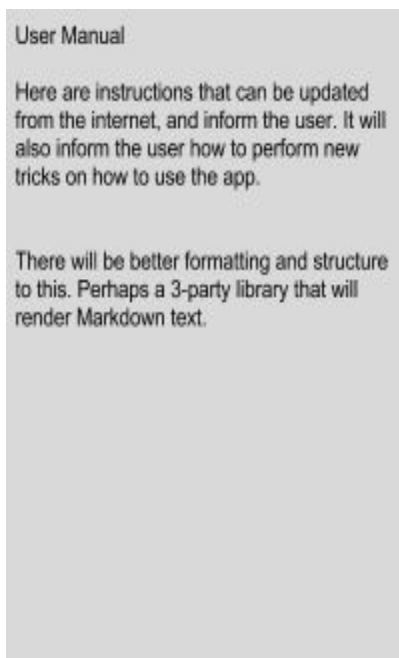 User Manual
Here are instructions that can be updated
from the internet, and inform the user. It will
also inform the user how to perform new
tricks on how to use the app.
There will be better formatting and structure
to this. Perhaps a 3-party library that will
render Markdown text.